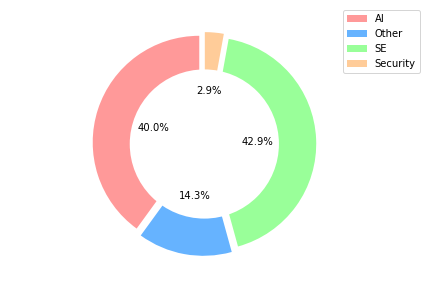 AI
Other
SE
Security
2.9%
40.0%
42.9%
14.3%